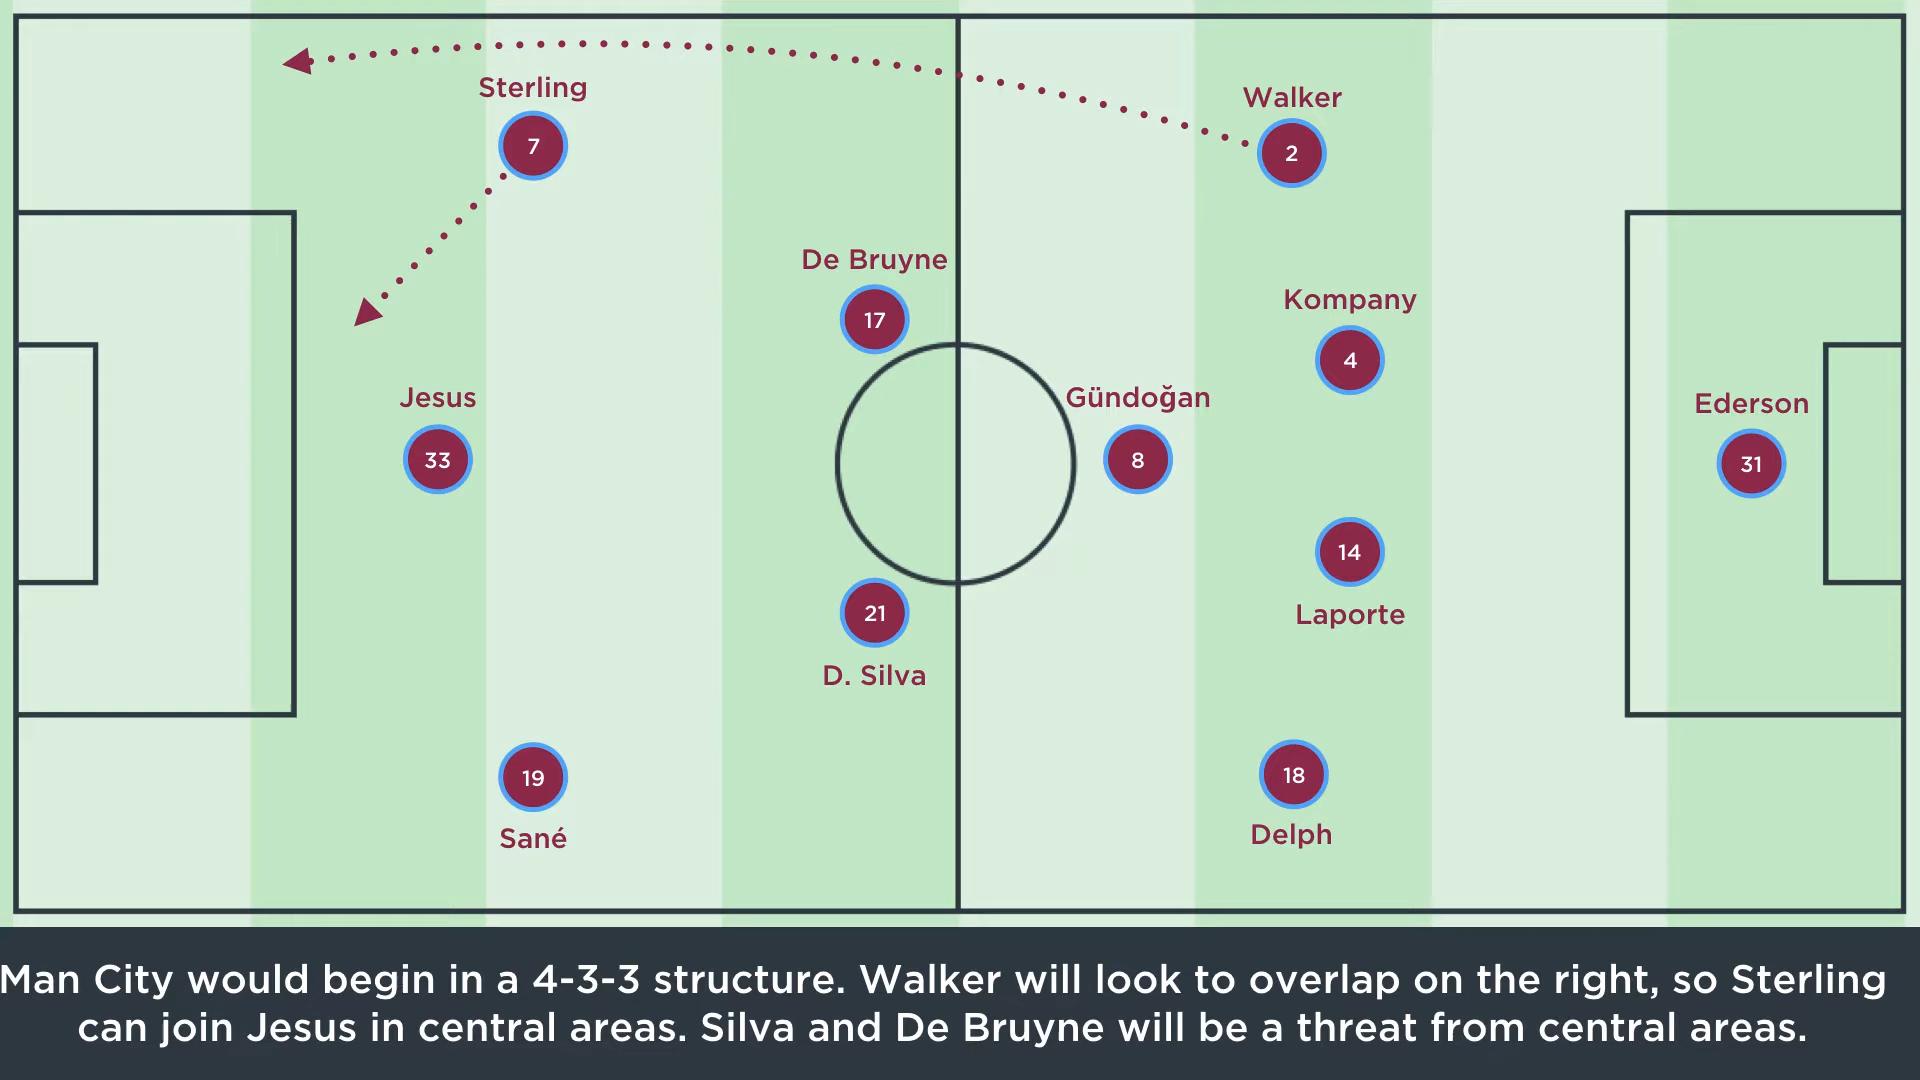 Sterling
7
Walker
2
De Bruyne
17
Kompany
4
Jesus
33
Gündoğan
8
Ederson
31
14
Laporte
21
D. Silva
19
Sané
18
Delph
Man City would begin in a 4-3-3 structure. Walker will look to overlap on the right, so Sterling
can join Jesus in central areas. Silva and De Bruyne will be a threat from central areas.